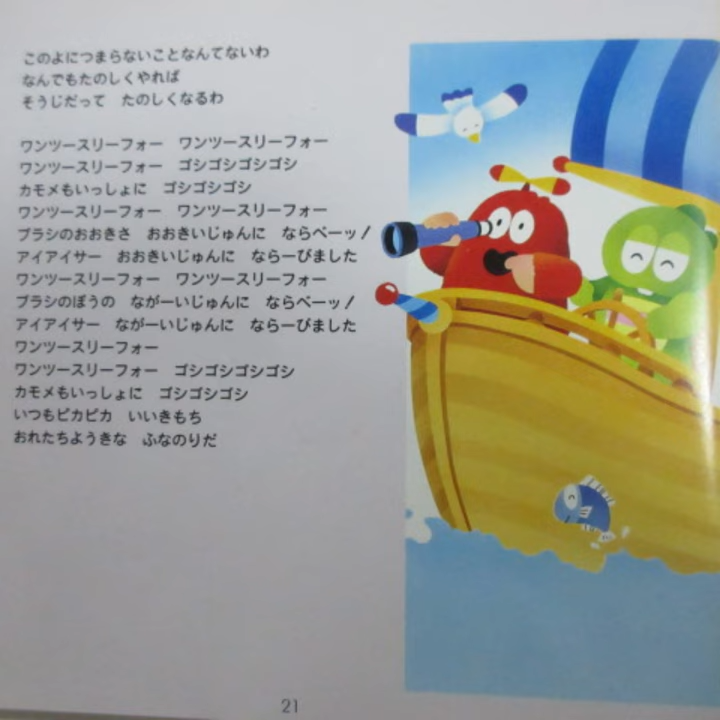 このよにつまらないことなんてないわ
なんでもたのしくやれば
そうじだって　たのしくなるわ
ワンツースリーフォー　ワンツースリーフォー
ワンツースリーフォー　ゴシゴシゴシゴシ
カモメもいっしょに　ゴシゴシゴシ
ワンツースリーフォー　ワンツースリーフォー
ブラシのおおきさ　おおきいじゅんに　ならべーッ！
アイアイサー　おおきいじゅんに　ならーびました
ワンツースリーフォー　ワンツースリーフォー
ブラシのぼうの　ながーいじゅんに　ならべーッ！
アイアイサー　ながーいじゅんに　ならーびました
ワンツースリーフォー
ワンツースリーフォー　ゴシゴシゴシゴシ
カモメもいっしょに　ゴシゴシゴシ
いつもピカピカ　いいきもち
おれたちようきな　ふなのりだ
21